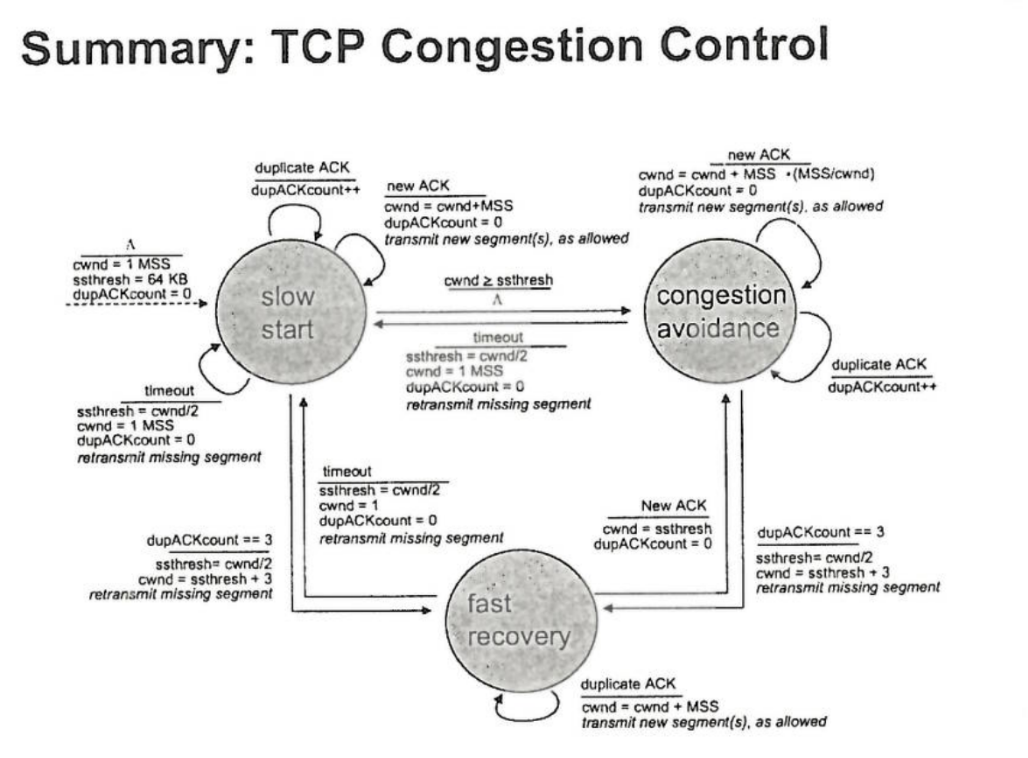 Summary: TCP Congestion Control
duplicate ACK
dupACKcount++
new ACK
cwnd = cwnd+MSS
dupACKcount = 0
transmit new segment(s), as allowed
new ACK
cwnd = cwnd + MSS ·(MSS/cwnd)
dupACKcount = 0
transmit new segment(s), as allowed
Λ
cwnd = 1 MSS
ssthresh = 64 KB
dupACKcount = 0
slow
start
cwnd ≥ ssthresh
Λ
congestion
avoidance
timeout
ssthresh = cwnd/2
cwnd = 1 MSS
dupACKcount = 0
retransmit missing segment
duplicate ACK
dupACKcount++
timeout
ssthresh = cwnd/2
cwnd = 1 MSS
dupACKcount = 0
retransmit missing segment
timeout
ssthresh = cwnd/2
cwnd = 1
dupACKcount = 0
retransmit missing segment
New ACK
cwnd = ssthresh
dupACKcount = 0
dupACKcount == 3
ssthresh= cwnd/2
cwnd = ssthresh + 3
retransmit missing segment
dupACKcount == 3
ssthresh= cwnd/2
cwnd = ssthresh + 3
retransmit missing segment
fast
recovery
duplicate ACK
cwnd = cwnd + MSS
transmit new segment(s), as allowed